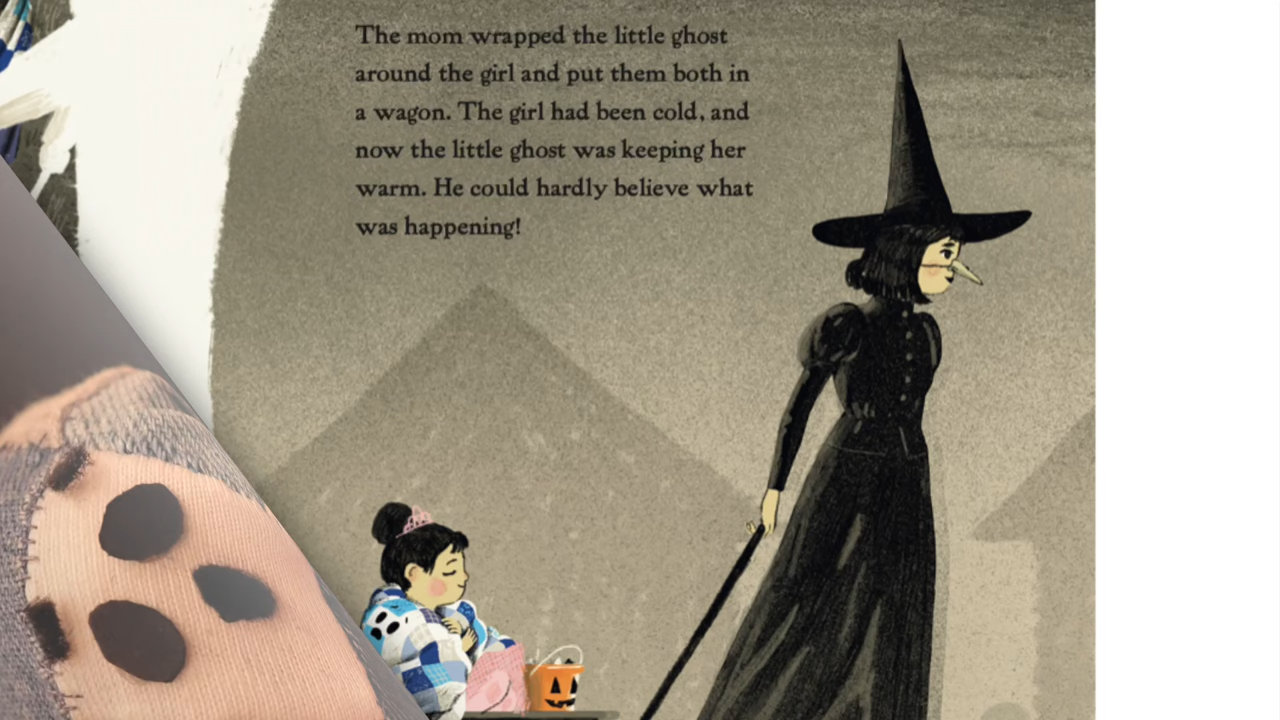 The mom wrapped the little ghost
around the girl and put them both in
a wagon. The girl had been cold, and
now the little ghost was keeping her
warm. He could hardly believe what
was happening!